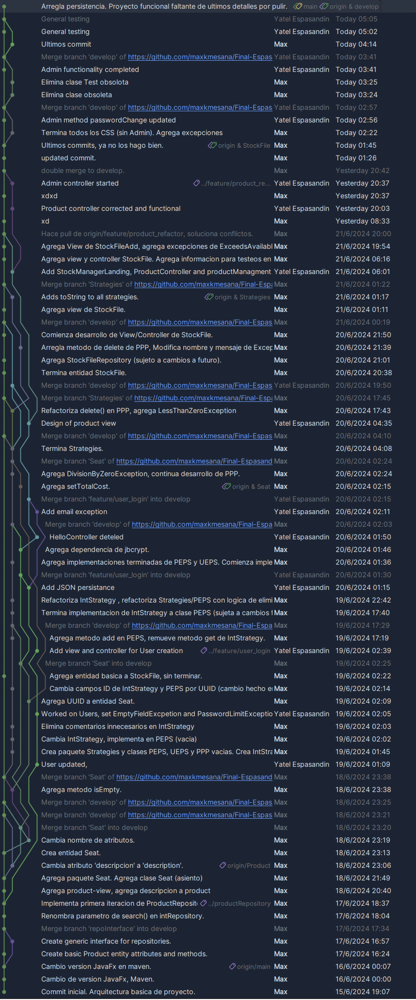 Arregla persistencia. Proyecto funcional faltante de ultimos detalles por pulir. main origin & develop
General testing Yatel Espasandin Today 05:05
General testing Yatel Espasandin Today 05:02
Ultimos commit Max Today 04:14
Merge branch 'develop' of https://github.com/maxkmesana/Final-Espas Yatel Espasandin Today 03:41
Admin functionality completed Yatel Espasandin Today 03:41
Elimina clase Test obsolota Max Today 03:25
Elimina clase obsoleta Max Today 03:24
Merge branch 'develop' of https://github.com/maxkmesana/Final-Espas Yatel Espasandin Today 02:57
Admin method passwordChange updated Yatel Espasandin Today 02:56
Termina todos los CSS (sin Admin). Agrega excepciones Max Today 02:22
Ultimos commits, ya no los hago bien. origin & StockFile Max Today 01:45
updated commit. Max Today 01:26
double merge to develop. Max Yesterday 20:42
Admin controller started ../feature/product_re... Yatel Espasandin Yesterday 20:37
xdxd Max Yesterday 20:37
Product controller corrected and functional Yatel Espasandin Yesterday 20:03
xd Max Yesterday 08:33
Hace pull de origin/feature/product_refactor, soluciona conflictos. Max 21/6/2024 20:00
Agrega View de StockFileAdd, agrega excepciones de ExceedsAvailabl Max 21/6/2024 19:54
Agrega view y controller StockFile. Agrega informacion para testeos en Max 21/6/2024 06:16
Add StockManagerLanding, ProductController and productManagment Yatel Espasandin 21/6/2024 06:01
Merge branch 'Strategies' of https://github.com/maxkmesana/Final-Espa Max 21/6/2024 01:22
Adds toString to all strategies. origin & Strategies Max 21/6/2024 01:17
Agrega view de StockFile. Max 21/6/2024 01:11
Merge branch 'develop' of https://github.com/maxkmesana/Final-Espas Max 21/6/2024 00:19
Comienza desarrollo de View/Controller de StockFile. Max 20/6/2024 21:50
Arregla metodo de delete de PPP, Modifica nombre y mensaje de Excep Max 20/6/2024 21:39
Agrega StockFileRepository (sujeto a cambios a futuro). Max 20/6/2024 21:01
Termina entidad StockFile. Max 20/6/2024 20:38
Merge branch 'develop' of https://github.com/maxkmesana/Final-Espas Yatel Espasandin 20/6/2024 19:50
Merge branch 'Strategies' of https://github.com/maxkmesana/Final-Espa Max 20/6/2024 17:45
Refactoriza delete() en PPP, agrega LessThanZeroException Max 20/6/2024 17:43
Design of product view Yatel Espasandin 20/6/2024 04:35
Merge branch 'develop' of https://github.com/maxkmesana/Final-Espas Max 20/6/2024 04:10
Termina Strategies. Max 20/6/2024 04:08
Merge branch 'Seat' of https://github.com/maxkmesana/Final-Espasand Max 20/6/2024 02:24
Agrega DivisionByZeroException, continua desarrollo de PPP. Max 20/6/2024 02:24
Agrega setTotalCost. origin & Seat Max 20/6/2024 02:15
Merge branch 'feature/user_login' into develop Yatel Espasandin 20/6/2024 02:15
Add email exception Yatel Espasandin 20/6/2024 02:11
Merge branch 'develop' of https://github.com/maxkmesana/Final-Espa Max 20/6/2024 02:03
HelloController deteled Yatel Espasandin 20/6/2024 01:50
Agrega dependencia de jbcrypt. Max 20/6/2024 01:46
Agrega implementaciones terminadas de PEPS y UEPS. Comienza imple Max 20/6/2024 01:36
Merge branch 'feature/user_login' into develop Yatel Espasandin 20/6/2024 01:30
Add JSON persistance Yatel Espasandin 20/6/2024 01:15
Refactoriza IntStrategy , refactoriza Strategies/PEPS con logica de elimi Max 19/6/2024 22:42
Termina implementacion de IntStrategy a clase PEPS (sujeta a cambios f Max 19/6/2024 17:40
Merge branch 'develop' of https://github.com/maxkmesana/Final-Espa Max 19/6/2024 17:29
Agrega metodo add en PEPS, remueve metodo get de IntStrategy. Max 19/6/2024 17:19
Add view and controller for User creation ../feature/user_login Yatel Espasandin 19/6/2024 02:39
Merge branch 'Seat' into develop Max 19/6/2024 02:25
Agrega entidad basica a StockFile, sin terminar. Max 19/6/2024 02:22
Cambia campos ID de IntStrategy y PEPS por UUID (cambio hecho en Max 19/6/2024 02:14
Agrega UUID a entidad Seat. Max 19/6/2024 02:09
Worked on Users, set EmptyFieldExcpetion and PasswordLimitExceptio Yatel Espasandin 19/6/2024 02:05
Elimina comentarios innecesarios en IntStrategy Max 19/6/2024 02:03
Cambia IntStrategy, implementa en PEPS (vacia) Max 19/6/2024 02:02
Crea paquete Strategies y clases PEPS, UEPS y PPP vacias. Crea IntStra Max 19/6/2024 01:45
User updated, Yatel Espasandin 19/6/2024 01:09
Merge branch 'Seat' of https://github.com/maxkmesana/Final-Espasand Max 18/6/2024 23:38
Agrega metodo isEmpty. Max 18/6/2024 23:38
Merge branch 'develop' of https://github.com/maxkmesana/Final-Espas Max 18/6/2024 23:25
Merge branch 'develop' of https://github.com/maxkmesana/Final-Espas Max 18/6/2024 23:21
Merge branch 'Seat' into develop Max 18/6/2024 23:20
Cambia nombre de atributos. Max 18/6/2024 23:19
Crea entidad Seat. Max 18/6/2024 23:13
Cambia atributo 'descripcion' a 'description'. origin/Product Max 18/6/2024 23:06
Agrega paquete Seat. Agrega clase Seat (asiento) Max 18/6/2024 21:49
Agrega product-view, agrega descripcion a product Max 18/6/2024 20:40
Implementa primera iteracion de ProductReposito ../productRepository Max 17/6/2024 18:37
Renombra parametro de search() en intRepository. Max 17/6/2024 18:04
Merge branch 'repoInterface' into develop Max 17/6/2024 17:34
Create generic interface for repositories. Max 17/6/2024 16:57
Create basic Product entity attributes and methods. Max 17/6/2024 16:24
Cambio version JavaFx en maven. origin/main Max 16/6/2024 00:07
Cambio de version JavaFx, Maven. Max 16/6/2024 00:00
Commit inicial. Arquitectura basica de proyecto. Max 15/6/2024 19:07